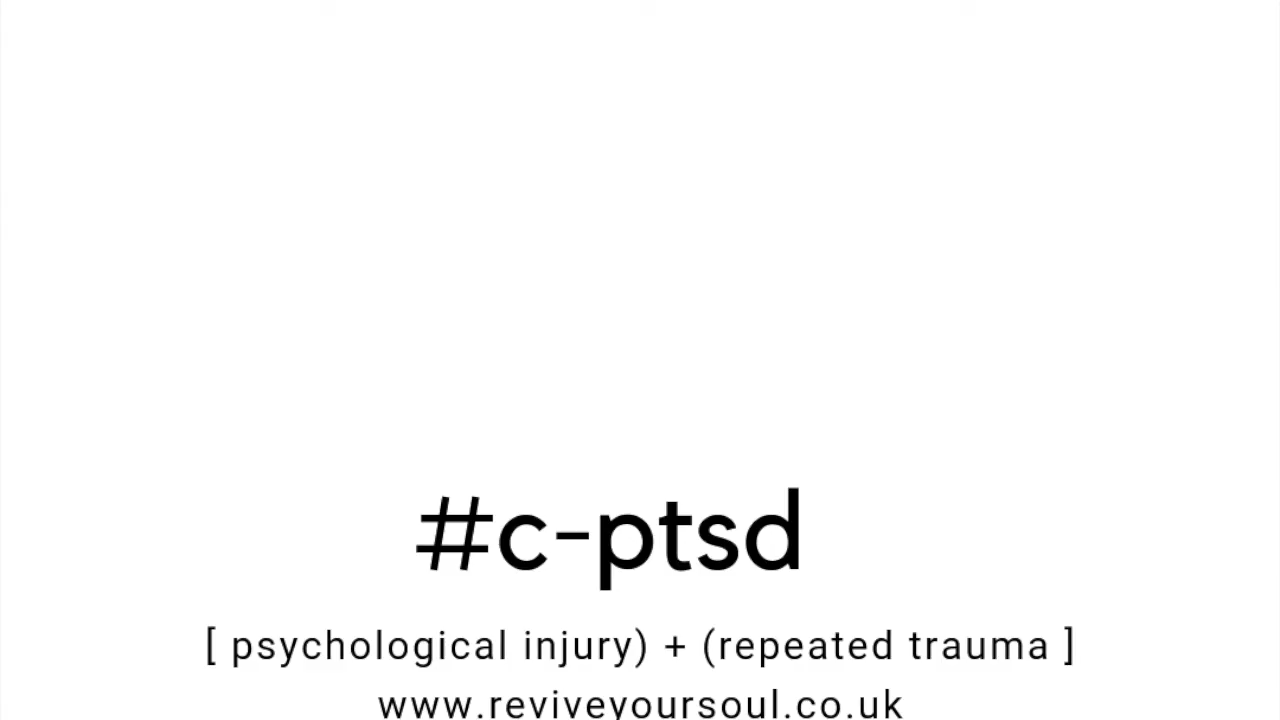 #c-ptsd
[ psychological injury) + (repeated trauma ]
www.reviveyoursoul.co.uk